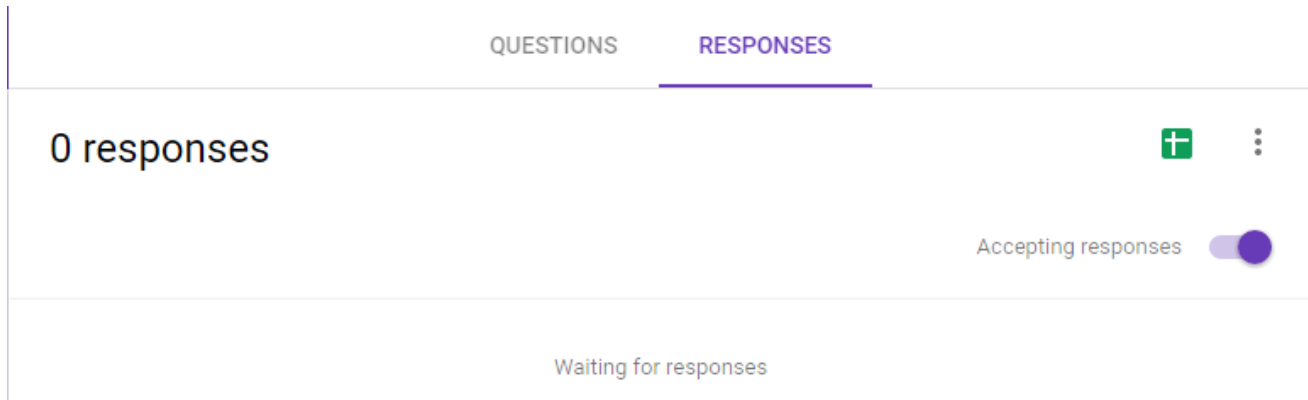 QUESTIONS RESPONSES
0 responses
Accepting responses
Waiting for responses